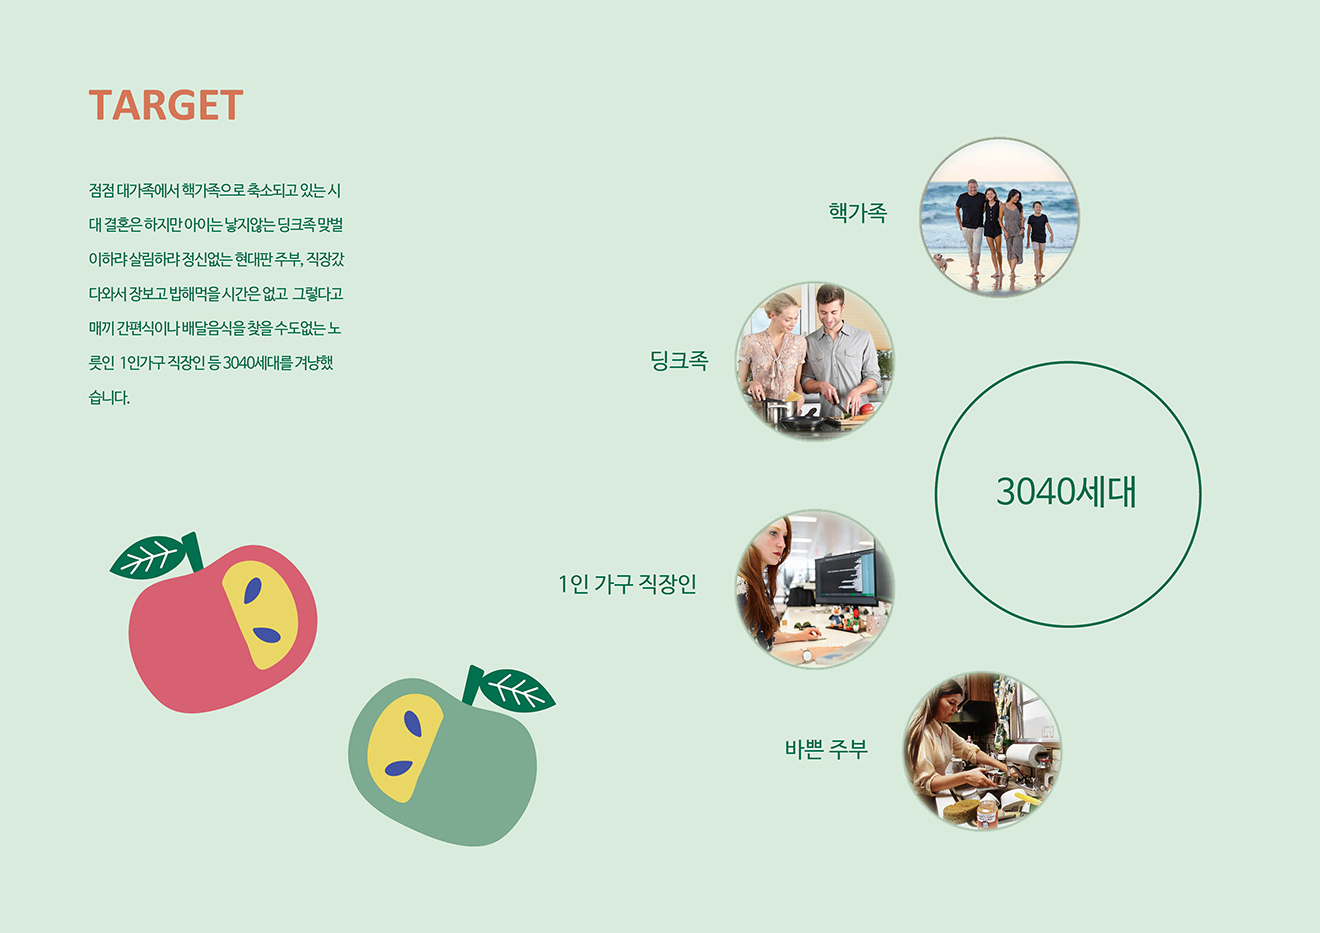 TARGET
점점 대가족에서 핵가족으로 축소되고 있는 시
대 결혼은 하지만 아이는 낳지않는 딩크족 맞벌
이하랴 살림하랴 정신없는 현대판 주부, 직장갔
다와서 장보고 밥해먹을 시간은 없고 그렇다고
매끼 간편식이나 배달음식을 찾을 수도없는 노
릇인 1인가구 직장인 등 3040세대를 겨냥했
습니다.
핵가족
딩크족
3040세대
1인 가구 직장인
바쁜 주부